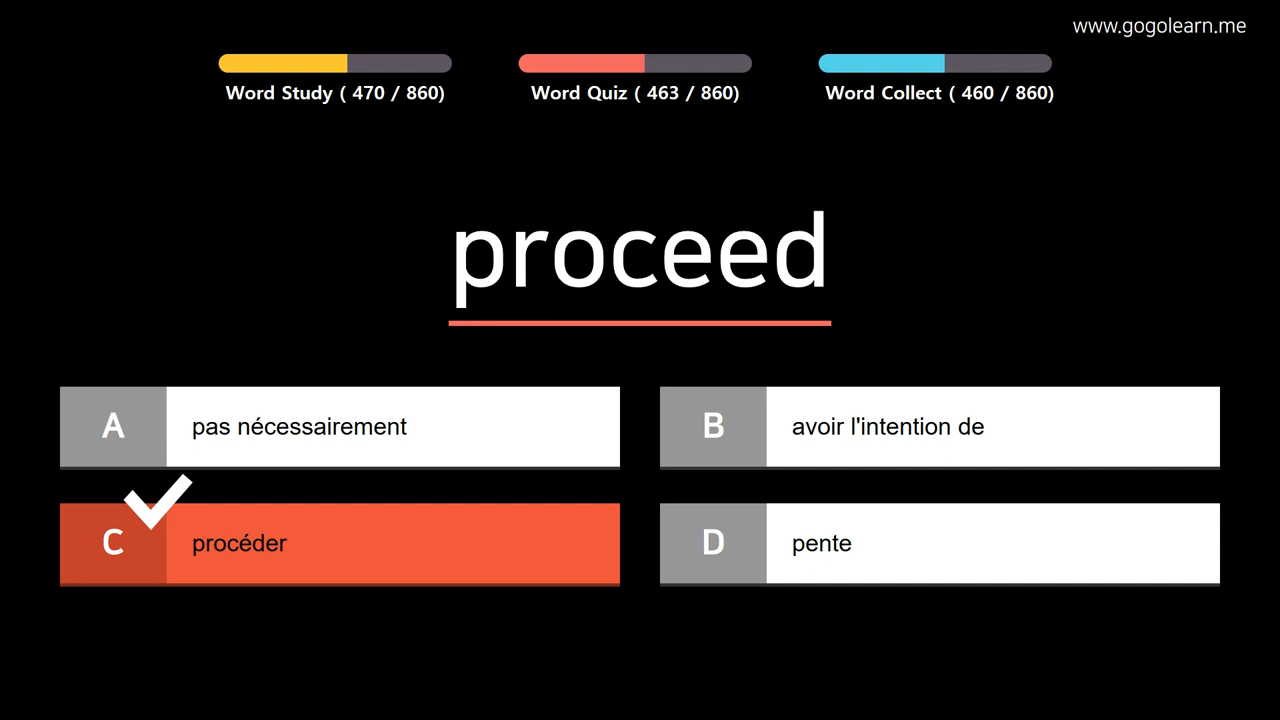 www.gogolearn.me
Word Study ( 470 / 860)
Word Quiz ( 463 / 860)
Word Collect ( 460 / 860)
proceed
A pas nécessairement
B avoir l'intention de
C procéder
D pente